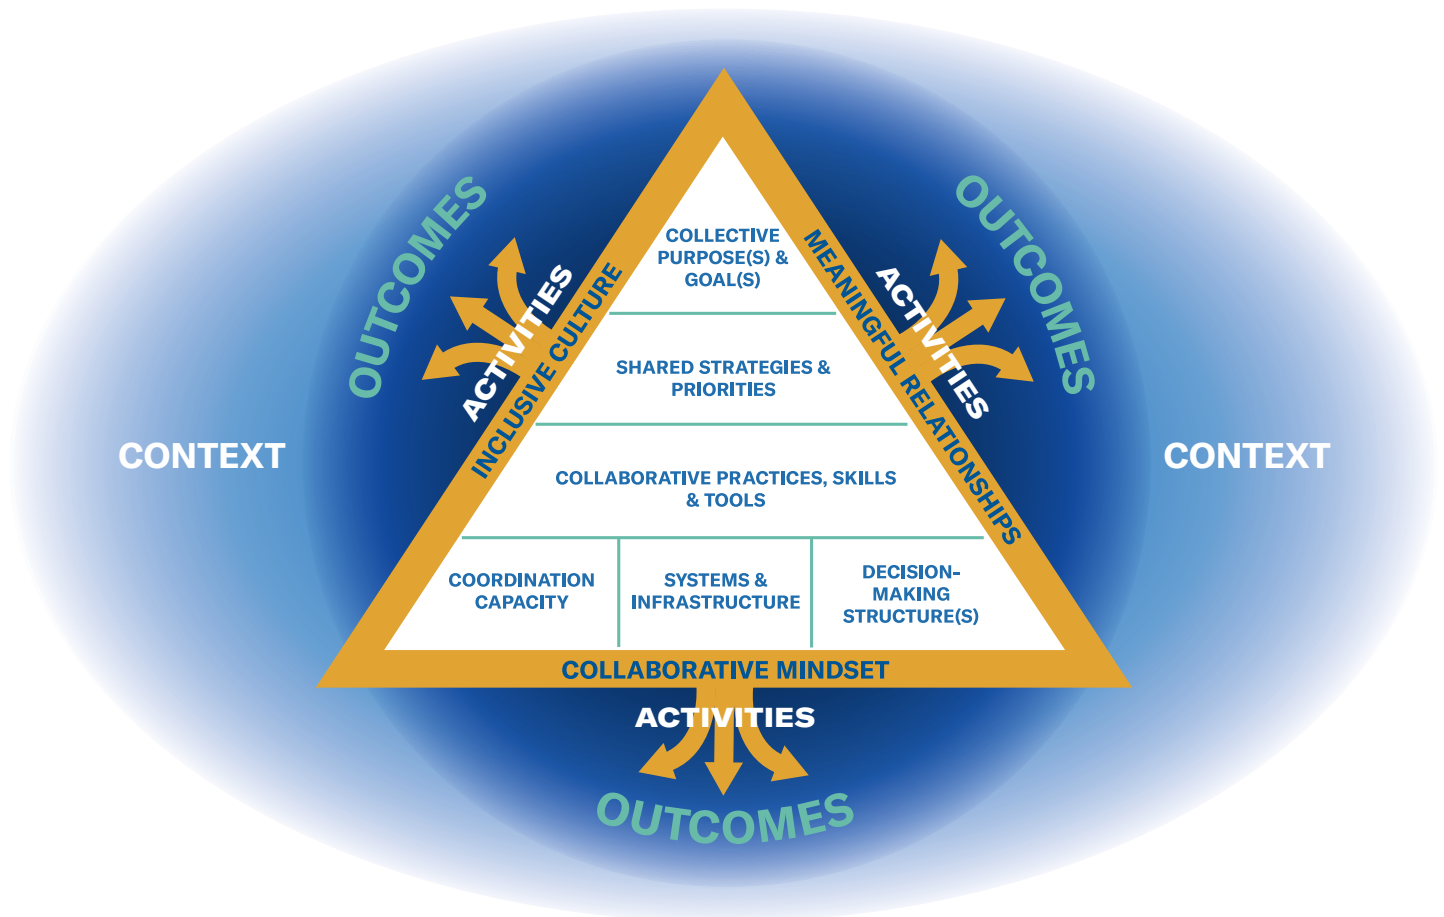 OUTCOMES
OUTCOMES
ACTIVITIES
ACTIVITIES
INCLUSIVE CULTURE
MEANINGFUL RELATIONSHIPS
COLLECTIVE
PURPOSE(S) &
GOAL(S)
SHARED STRATEGIES &
PRIORITIES
CONTEXT
CONTEXT
COLLABORATIVE PRACTICES, SKILLS
& TOOLS
COORDINATION
CAPACITY
SYSTEMS &
INFRASTRUCTURE
DECISION-
MAKING
STRUCTURE(S)
COLLABORATIVE MINDSET
ACTIVITIES
OUTCOMES